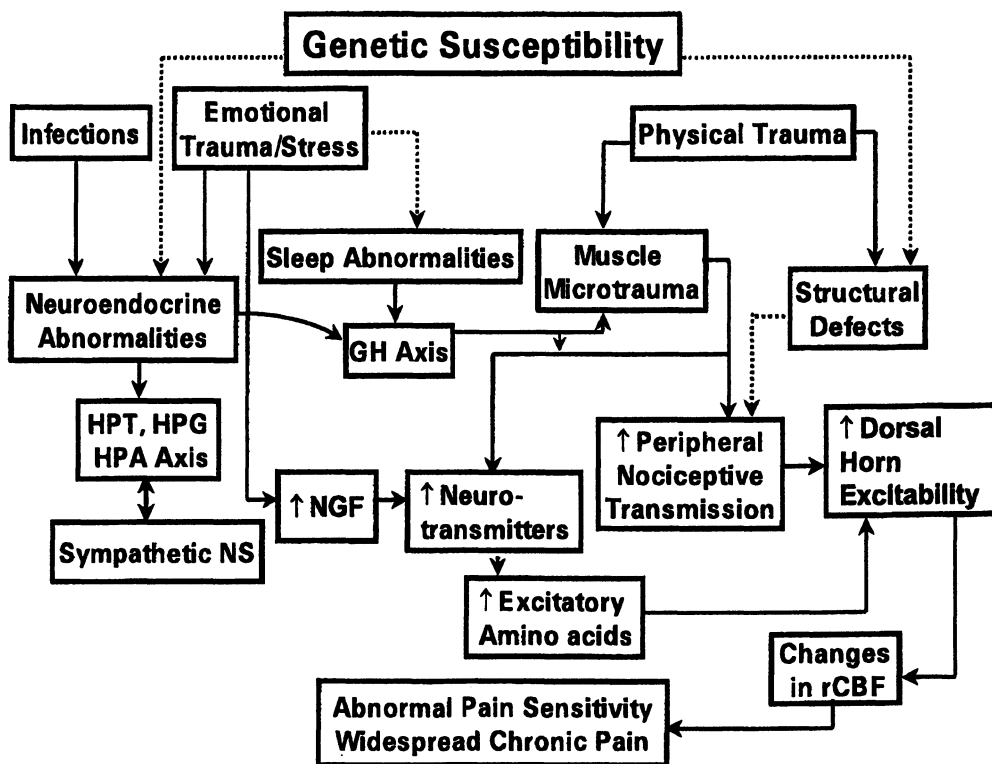 Genetic Susceptibility
Infections
Emotional
Trauma/Stress
Physical Trauma
Sleep Abnormalities
Muscle
Microtrauma
Neuroendocrine
Abnormalities
Structural
Defects
GH Axis
HPT, HPG
HPA Axis
↑ Peripheral
Nociceptive
Transmission
↑ Dorsal
Horn
Excitability
↑ NGF
↑ Neuro-
transmitters
Sympathetic NS
↑ Excitatory
Amino acids
Changes
in rCBF
Abnormal Pain Sensitivity
Widespread Chronic Pain